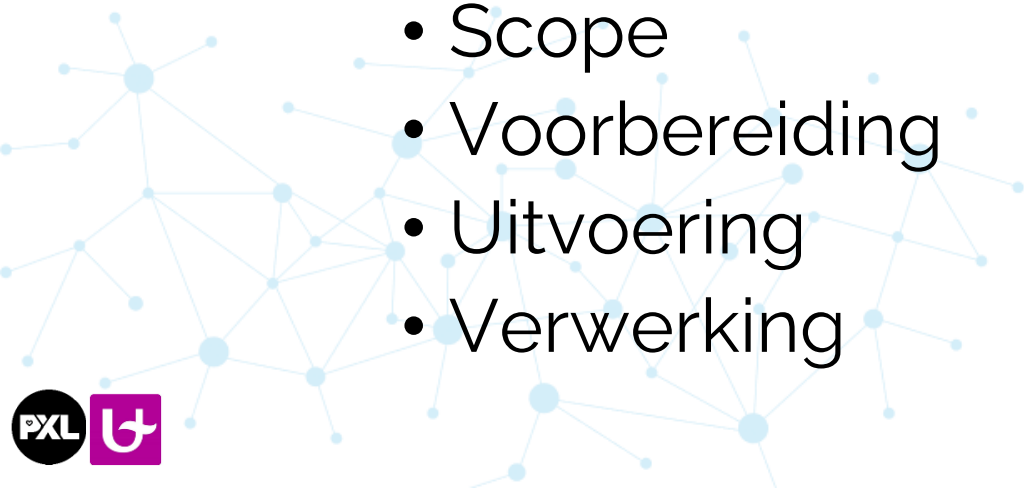 • Scope
• Voorbereiding
• Uitvoering
• Verwerking
PXL